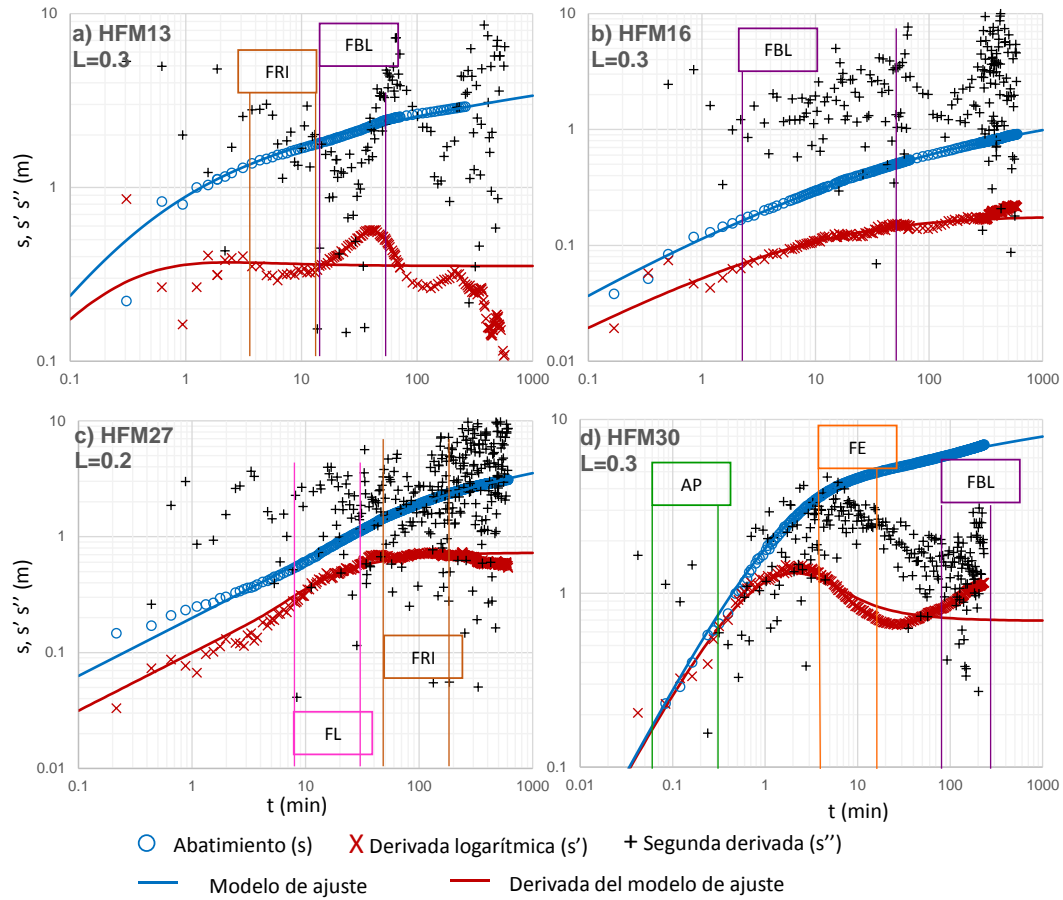 a) HFM13
L=0.3
FRI
FBL
10
1
0.1
0.1
1
10
100
1000
b) HFM16
L=0.3
FBL
10
1
0.1
0.01
0.1
1
10
100
1000
s, s' s'' (m)
c) HFM27
L=0.2
FL
FRI
10
1
0.1
0.01
0.1
1
10
100
1000
t (min)
d) HFM30
L=0.3
AP
FE
FBL
10
1
0.1
0.01
0.1
1
10
100
1000
t (min)
s, s' s'' (m)
Abatimiento (s)
Derivada logarítmica (s')
Segunda derivada (s'')
Modelo de ajuste
Derivada del modelo de ajuste